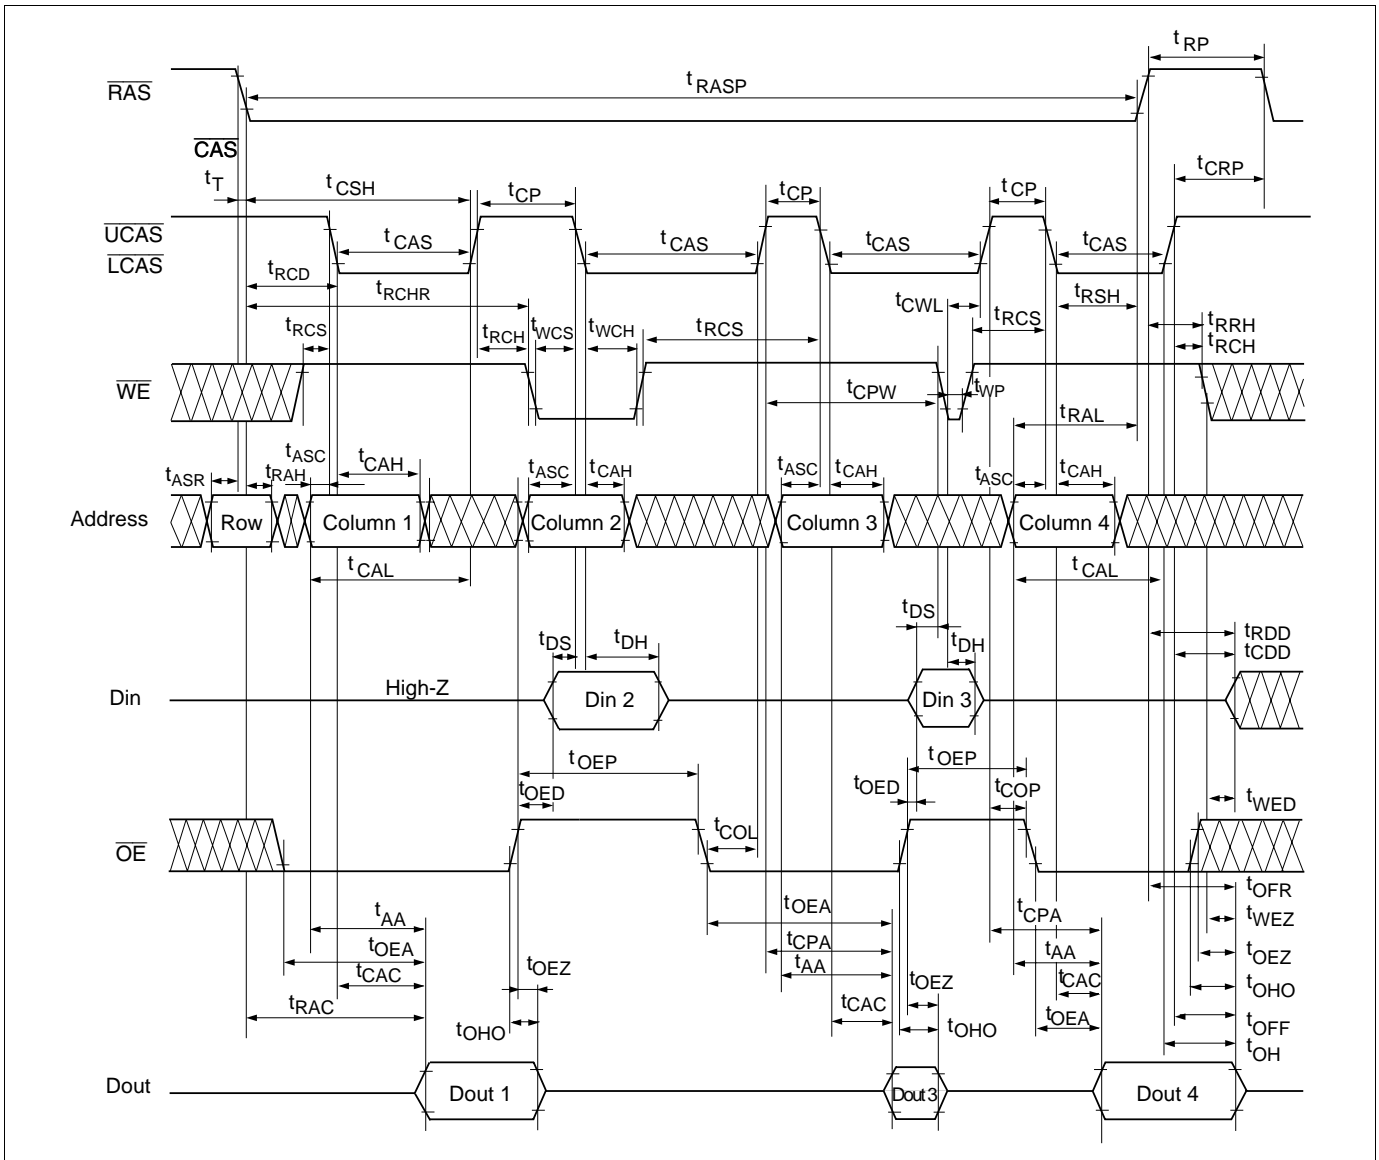 tRP
RAS
tRASP
CAS
tCRP
tT
tCSH
tCP
tCP
tCP
UCAS
LCAS
tCAS
tCAS
tCAS
tCAS
tRCD
tRCHR
tCWL
tRSH
tRCS
tRCH
tWCS
tWCH
tRCS
tRCS
tRRH
tRCH
WE
tCPW
tWP
tRAL
tASR
tRAH
tASC
tCAH
tASC
tCAH
tASC
tCAH
tASC
tCAH
Address
Row
Column 1
Column 2
Column 3
Column 4
tCAL
tCAL
tDS
tDH
tDS
tDH
tRDD
tCDD
Din
High-Z
Din 2
Din 3
tOEP
tOEP
tOED
tOED
tCOP
tWED
OE
tCOL
tOFR
tAA
tOEA
tCPA
tWEZ
tOEA
tCPA
tAA
tOEZ
tCAC
tOEZ
tAA
tOEZ
tCAC
tOHO
tRAC
tOHO
tCAC
tOHO
tOEA
tOFF
tOH
Dout
Dout 1
Dout 3
Dout 4